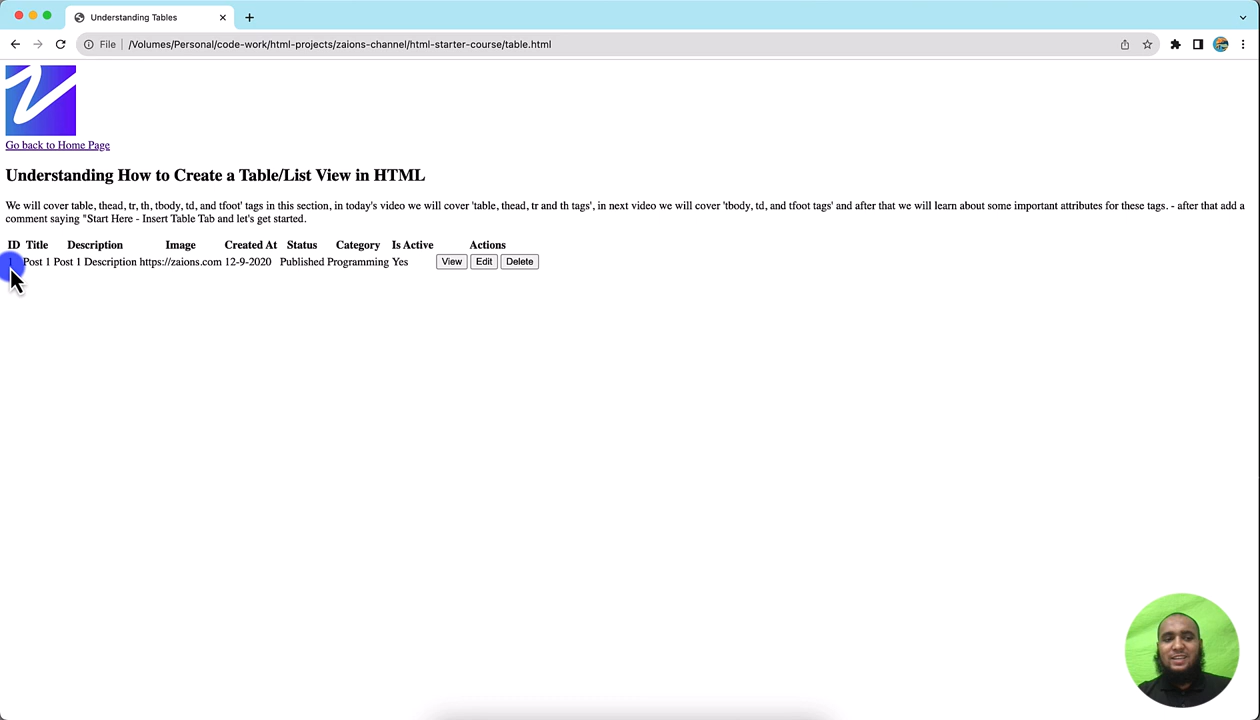 Understanding Tables
File /Volumes/Personal/code-work/html-projects/zaions-channel/html-starter-course/table.html
Go back to Home Page
Understanding How to Create a Table/List View in HTML
We will cover table, thead, tr, th, tbody, td, and tfoot' tags in this section, in today's video we will cover 'table, thead, tr and th tags', in next video we will cover 'tbody, td, and tfoot tags' and after that we will learn about some important attributes for these tags. - after that add a
comment saying "Start Here - Insert Table Tab and let's get started.
ID Title Description Image Created At Status Category Is Active Actions
1 Post 1 Post 1 Description https://zaions.com 12-9-2020 Published Programming Yes View Edit Delete